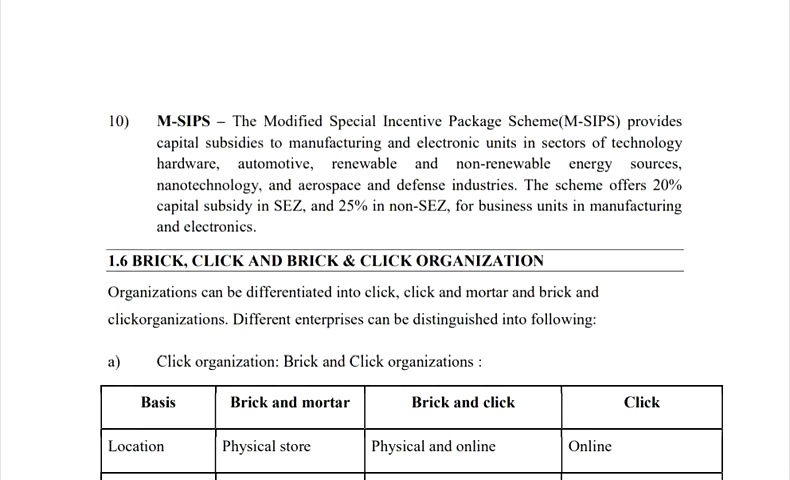 10) M-SIPS – The Modified Special Incentive Package Scheme(M-SIPS) provides
capital subsidies to manufacturing and electronic units in sectors of technology
hardware, automotive, renewable and non-renewable energy sources,
nanotechnology, and aerospace and defense industries. The scheme offers 20%
capital subsidy in SEZ, and 25% in non-SEZ, for business units in manufacturing
and electronics.
1.6 BRICK, CLICK AND BRICK & CLICK ORGANIZATION
Organizations can be differentiated into click, click and mortar and brick and
clickorganizations. Different enterprises can be distinguished into following:
a) Click organization: Brick and Click organizations :
Basis Brick and mortar Brick and click Click
Location Physical store Physical and online Online